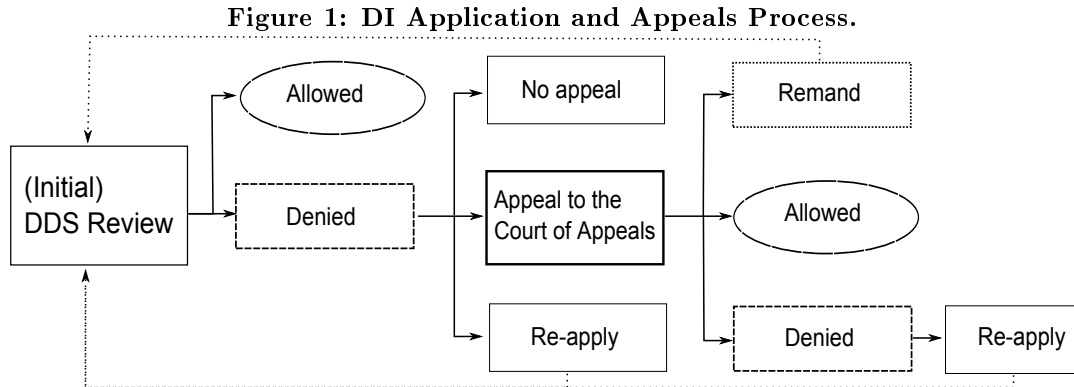 Figure 1: DI Application and Appeals Process.
Allowed
No appeal
Remand
(Initial)
DDS Review
Denied
Appeal to the
Court of Appeals
Allowed
Re-apply
Denied
Re-apply